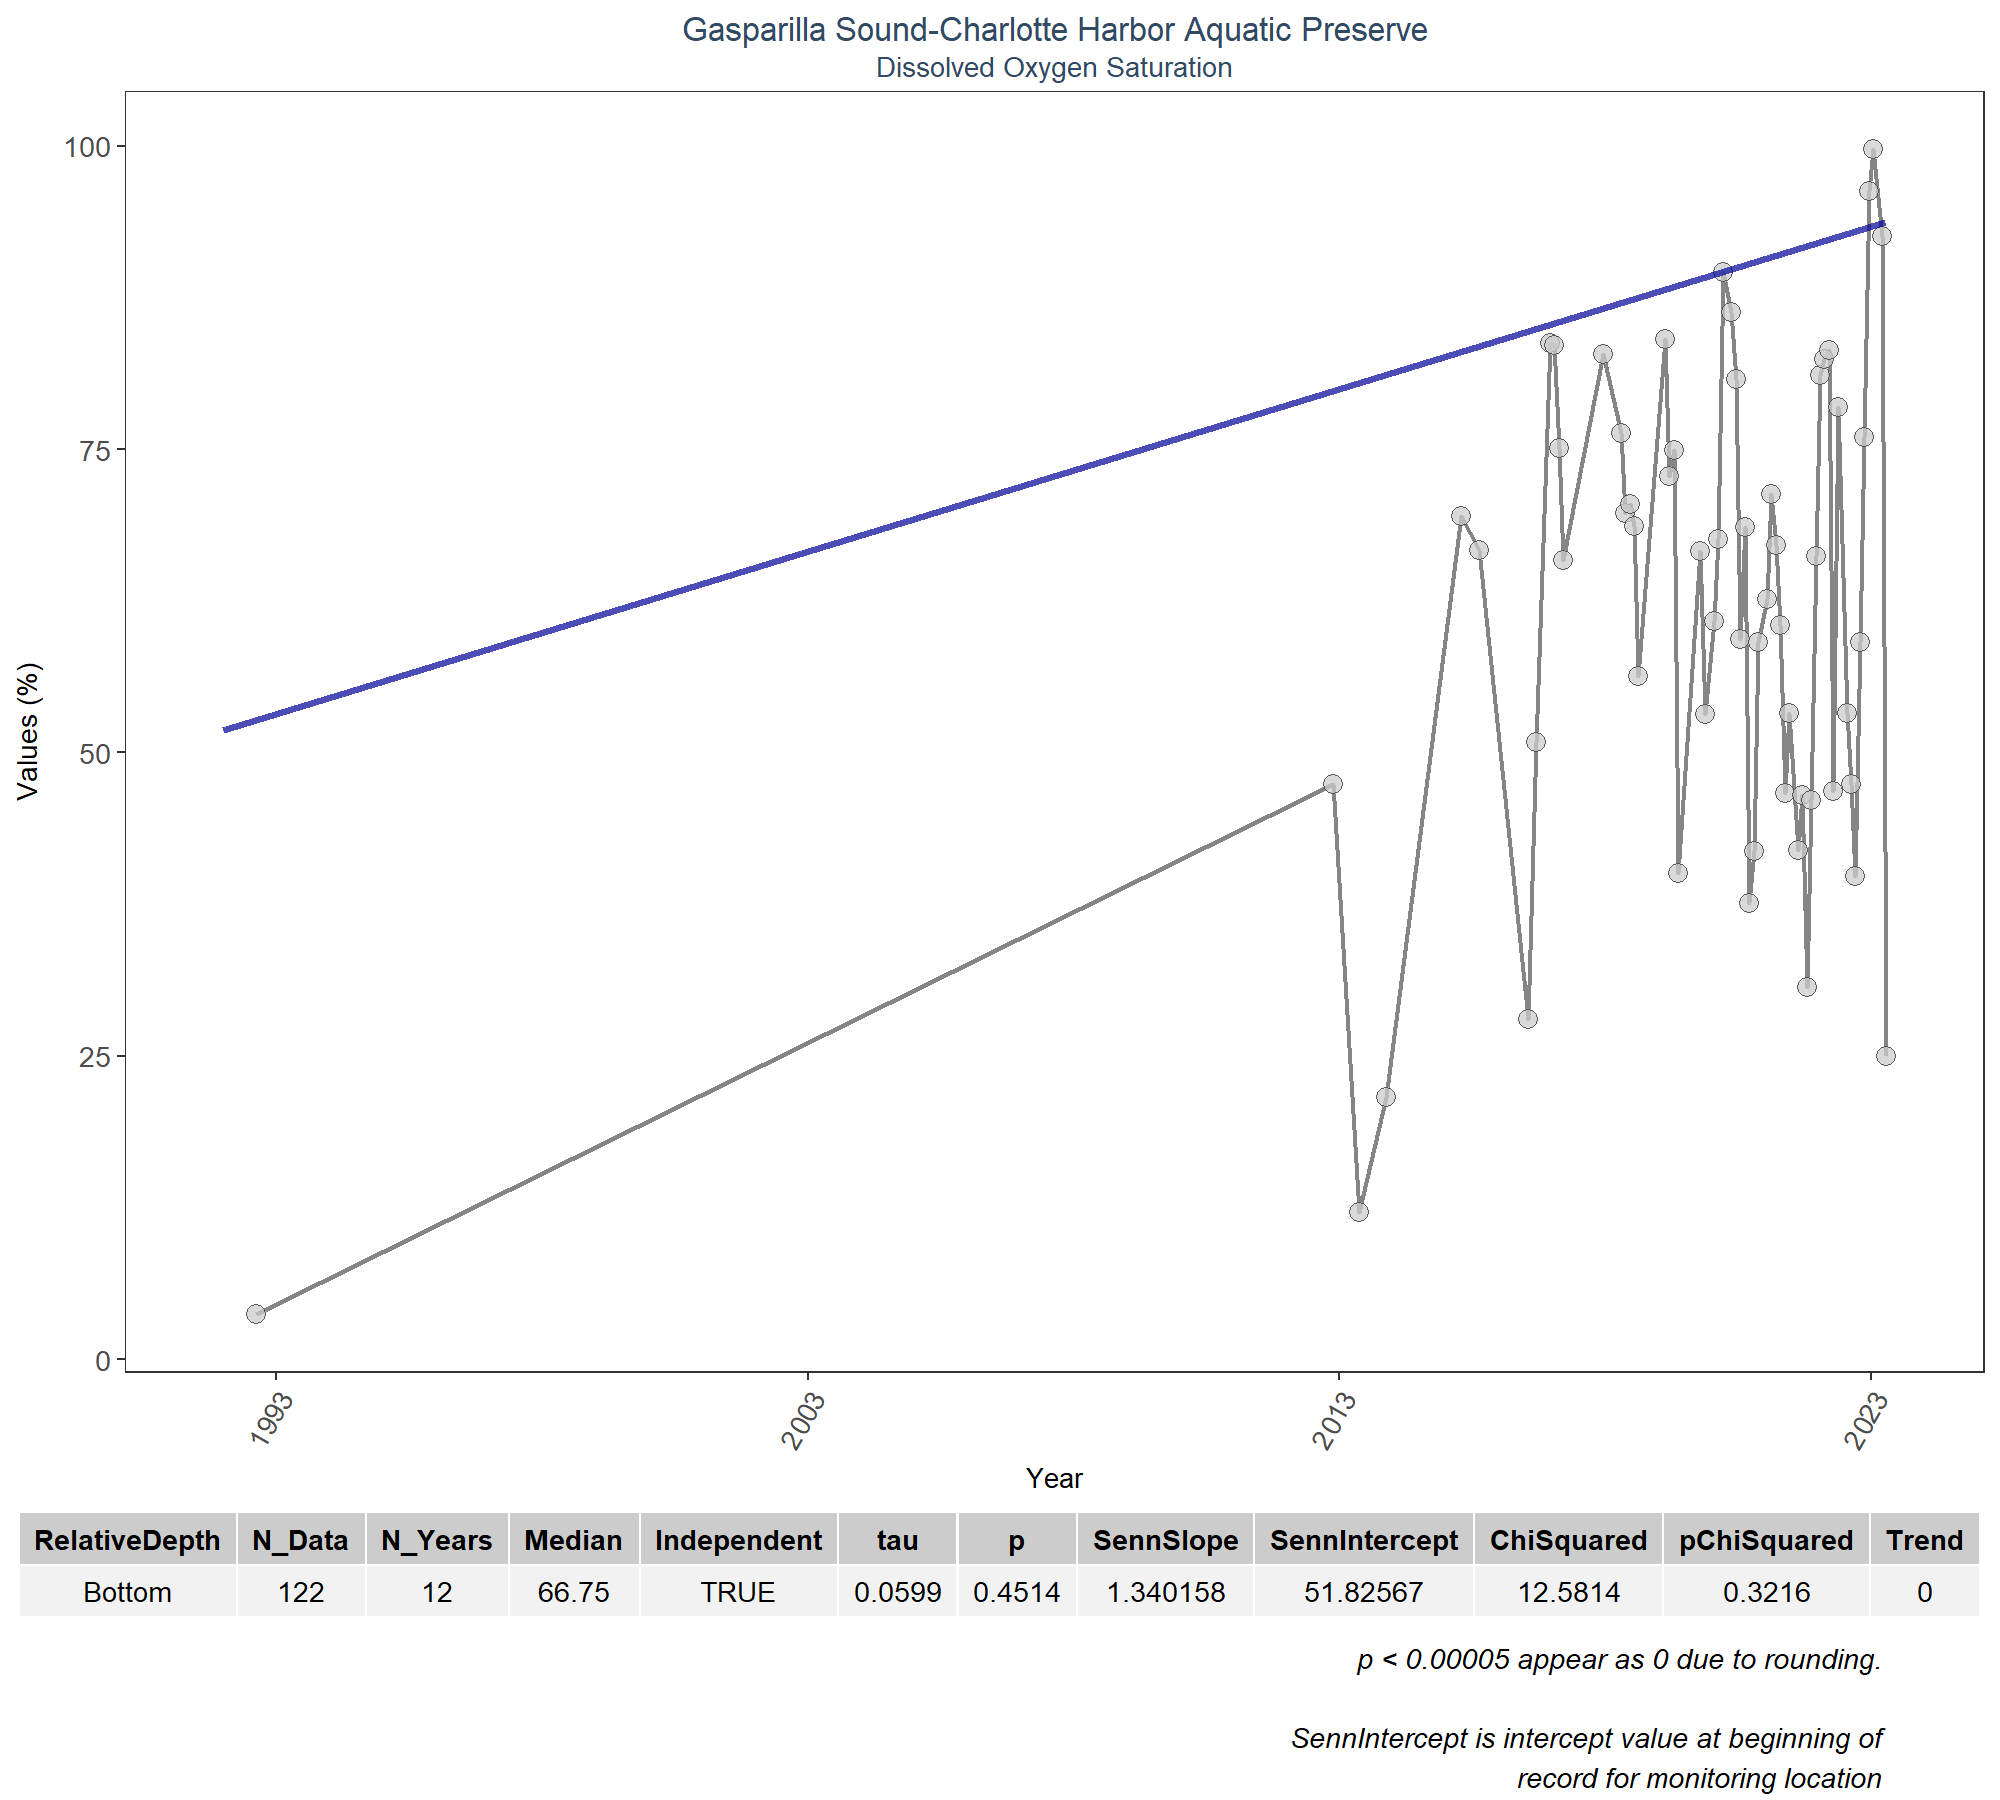 Gasparilla Sound-Charlotte Harbor Aquatic Preserve
Dissolved Oxygen Saturation
100
75
50
25
0
Values (%)
1993 2003 2013 2023
Year
RelativeDepth N_Data N_Years Median Independent tau p SennSlope SennIntercept ChiSquared pChiSquared Trend
Bottom 122 12 66.75 TRUE 0.0599 0.4514 1.340158 51.82567 12.5814 0.3216 0
p < 0.00005 appear as 0 due to rounding.
SennIntercept is intercept value at beginning of
record for monitoring location